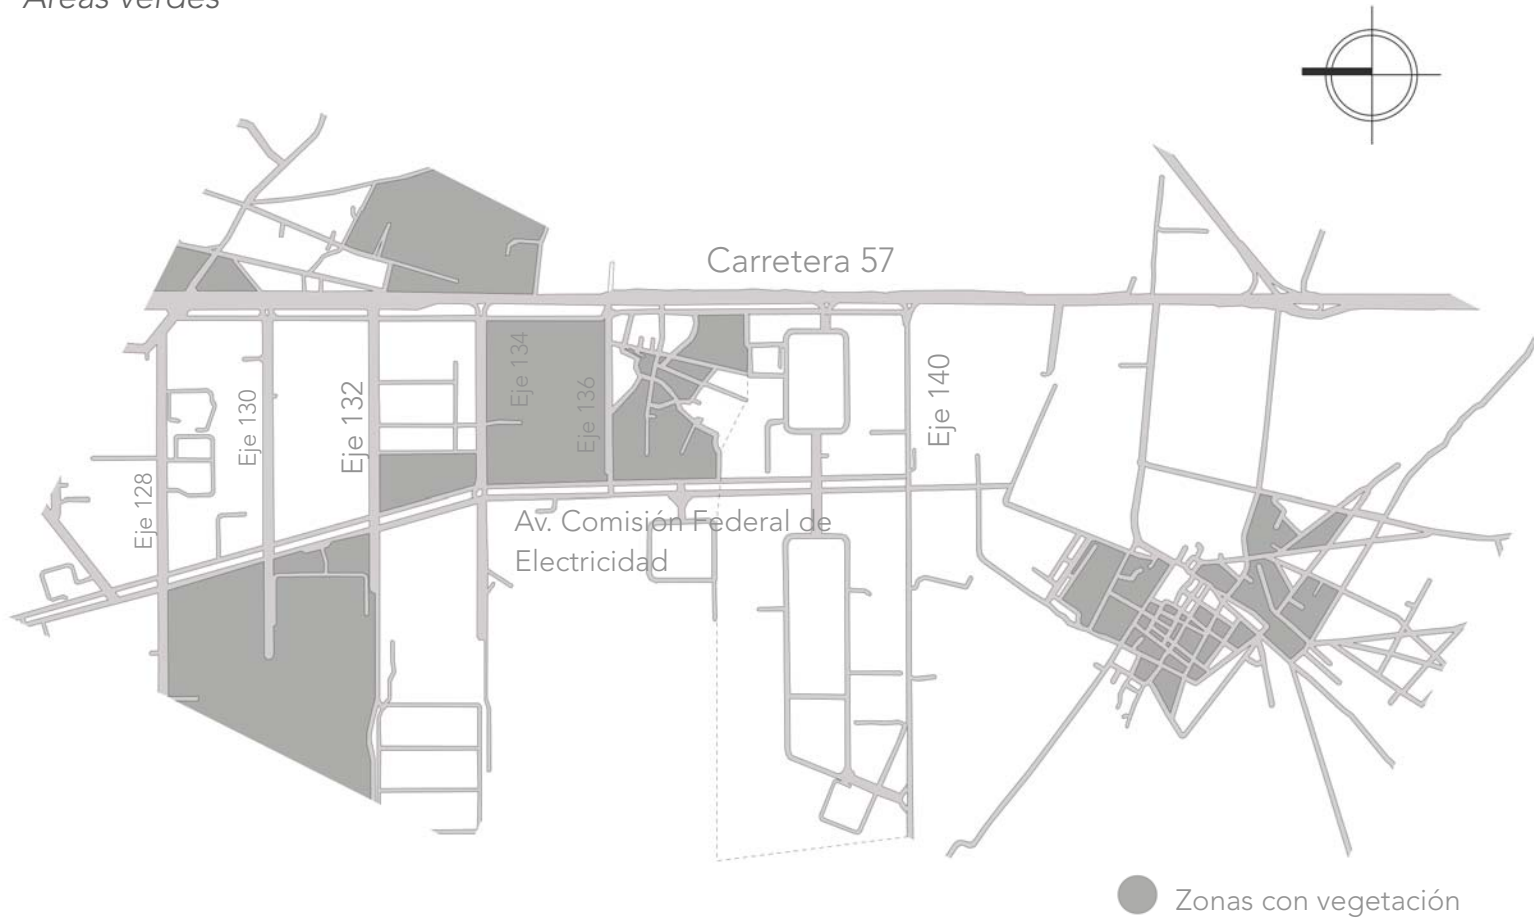 Áreas verdes
Carretera 57
Eje 134
Eje 136
Eje 130
Eje 132
Eje 140
Eje 128
Av. Comisión Federal de
Electricidad
Zonas con vegetación